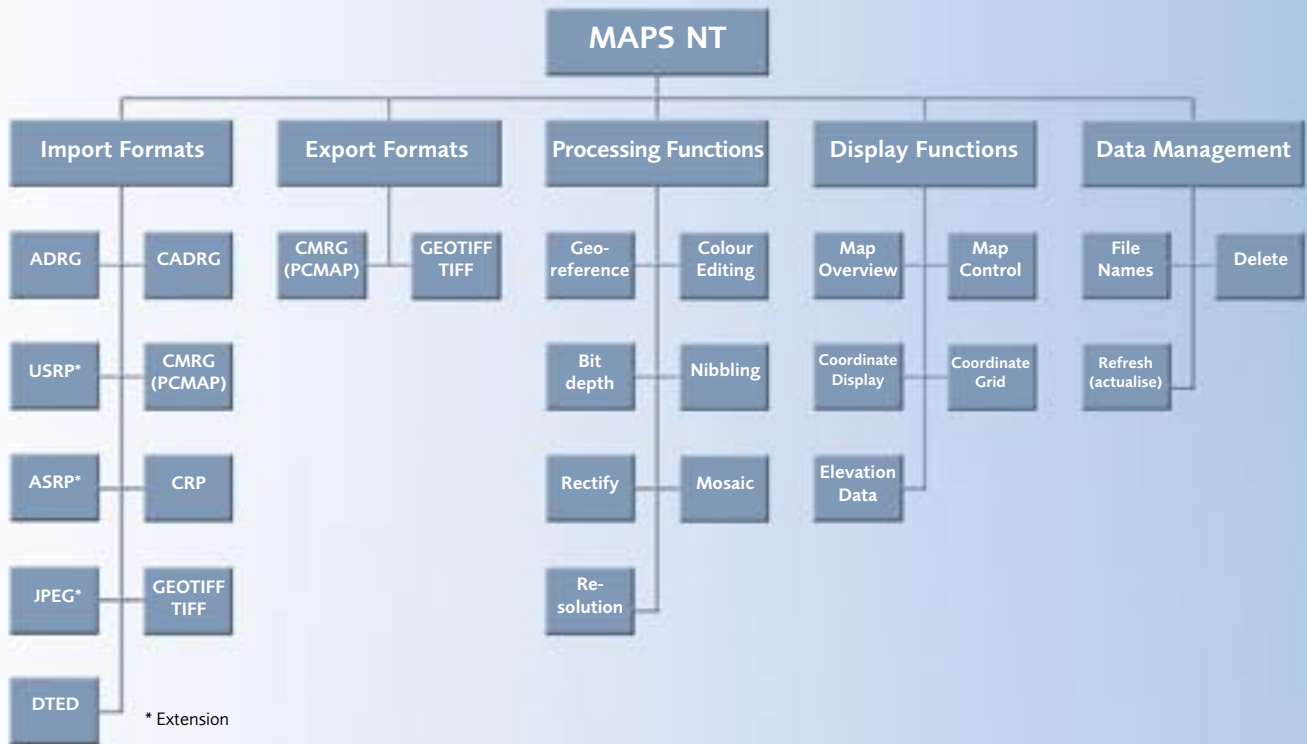 MAPS NT
Import Formats
Export Formats
Processing Functions
Display Functions
Data Management
ADRG
CADRG
USRP*
CMRG
(PCMAP)
ASRP*
CRP
JPEG*
GEOTIFF
TIFF
DTED
* Extension
CMRG
(PCMAP)
GEOTIFF
TIFF
Geo-
reference
Colour
Editing
Bit
depth
Nibbling
Rectify
Mosaic
Re-
solution
Map
Overview
Map
Control
Coordinate
Display
Coordinate
Grid
Elevation
Data
File
Names
Delete
Refresh
(actualise)